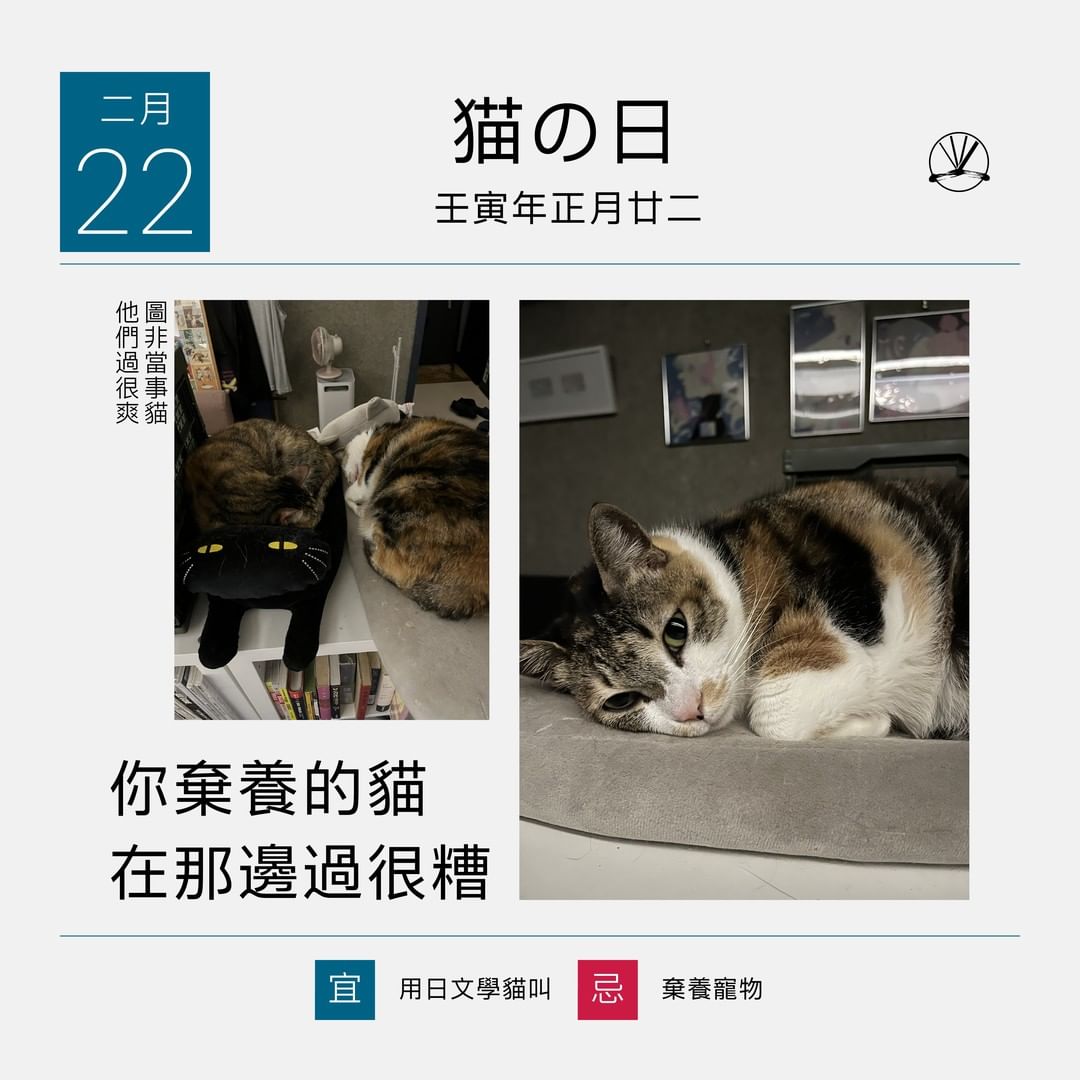 二月
22
猫の日
壬寅年正月廿二
圖非當事貓
他們過很爽
你棄養的貓
在那邊過很糟
宜
用日文學貓叫
忌
棄養寵物